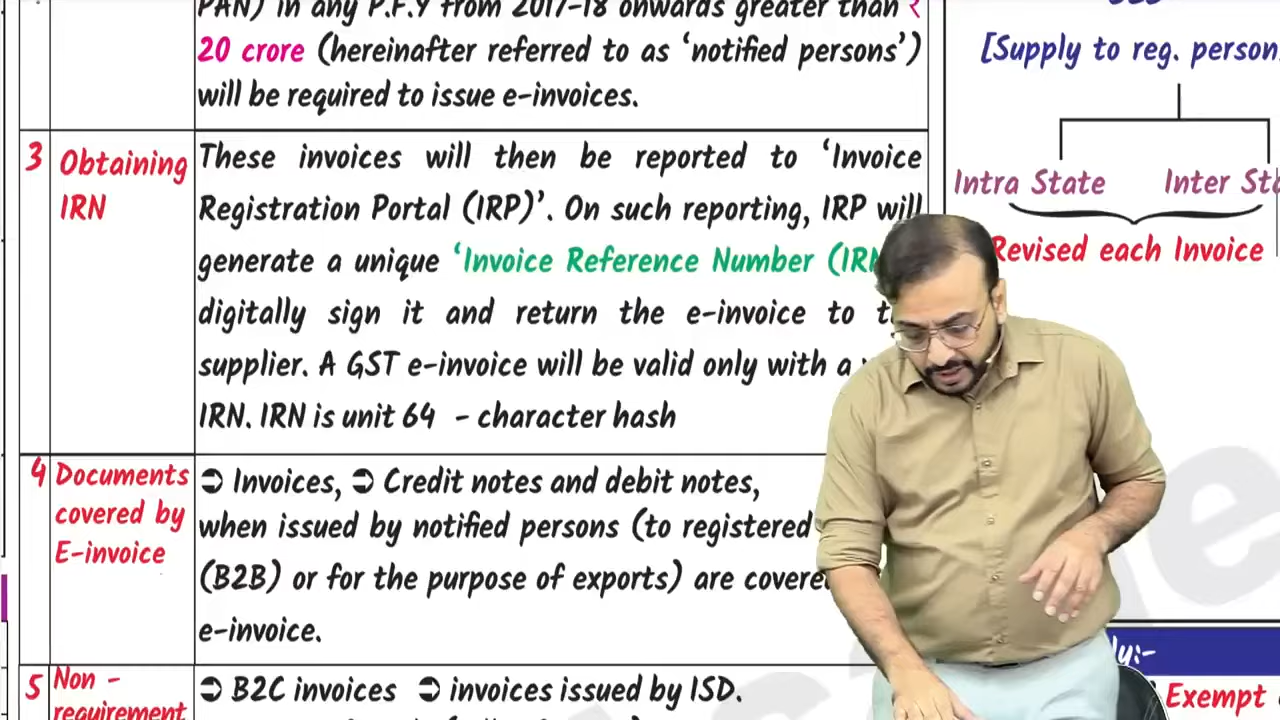 PAN) in any P.F.Y from 2017-18 onwards greater than ₹
20 crore (hereinafter referred to as ‘notified persons’)
will be required to issue e-invoices.
3 Obtaining IRN
These invoices will then be reported to ‘Invoice
Registration Portal (IRP)’. On such reporting, IRP will
generate a unique ‘Invoice Reference Number
digitally sign it and return the e-invoice to
supplier. A GST e-invoice will be valid only with a
IRN. IRN is unit 64 - character hash
4 Documents covered by E-invoice
➲ Invoices, ➲ Credit notes and debit notes,
when issued by notified persons (to registered
(B2B) or for the purpose of exports) are
e-invoice.
5 Non - requirement
➲ B2C invoices ➲ invoices issued by ISD.
[Supply to reg. person
Intra State Inter
Revised each Invoice
Exempt